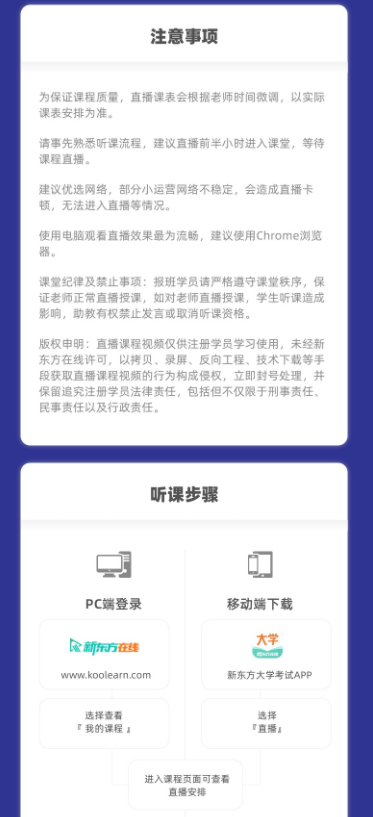 注意事项
为保证课程质量，直播课表会根据老师时间微调，以实际
课表安排为准。
请事先熟悉听课流程，建议直播前半小时进入课堂，等待
课程直播。
建议优选网络，部分小运营网络不稳定，会造成直播卡
顿，无法进入直播等情况。
使用电脑观看直播效果最为流畅，建议使用Chrome浏览
器。
课堂纪律及禁止事项：报班学员请严格遵守课堂秩序，保
证老师正常直播授课，如对老师直播授课，学生听课造成
影响，助教有权禁止发言或取消听课资格。
版权申明：直播课程视频仅供注册学员学习使用，未经新
东方在线许可，以拷贝、录屏、反向工程、技术下载等手
段获取直播课程视频的行为构成侵权，立即封号处理，并
保留追究注册学员法律责任，包括但不仅限于刑事责任、
民事责任以及行政责任。
听课步骤
PC端登录
移动端下载
新东方在线
大学
www.koolearn.com
新东方大学考试APP
选择查看
『 我的课程 』
选择
『直播』
进入课程页面可查看
直播安排